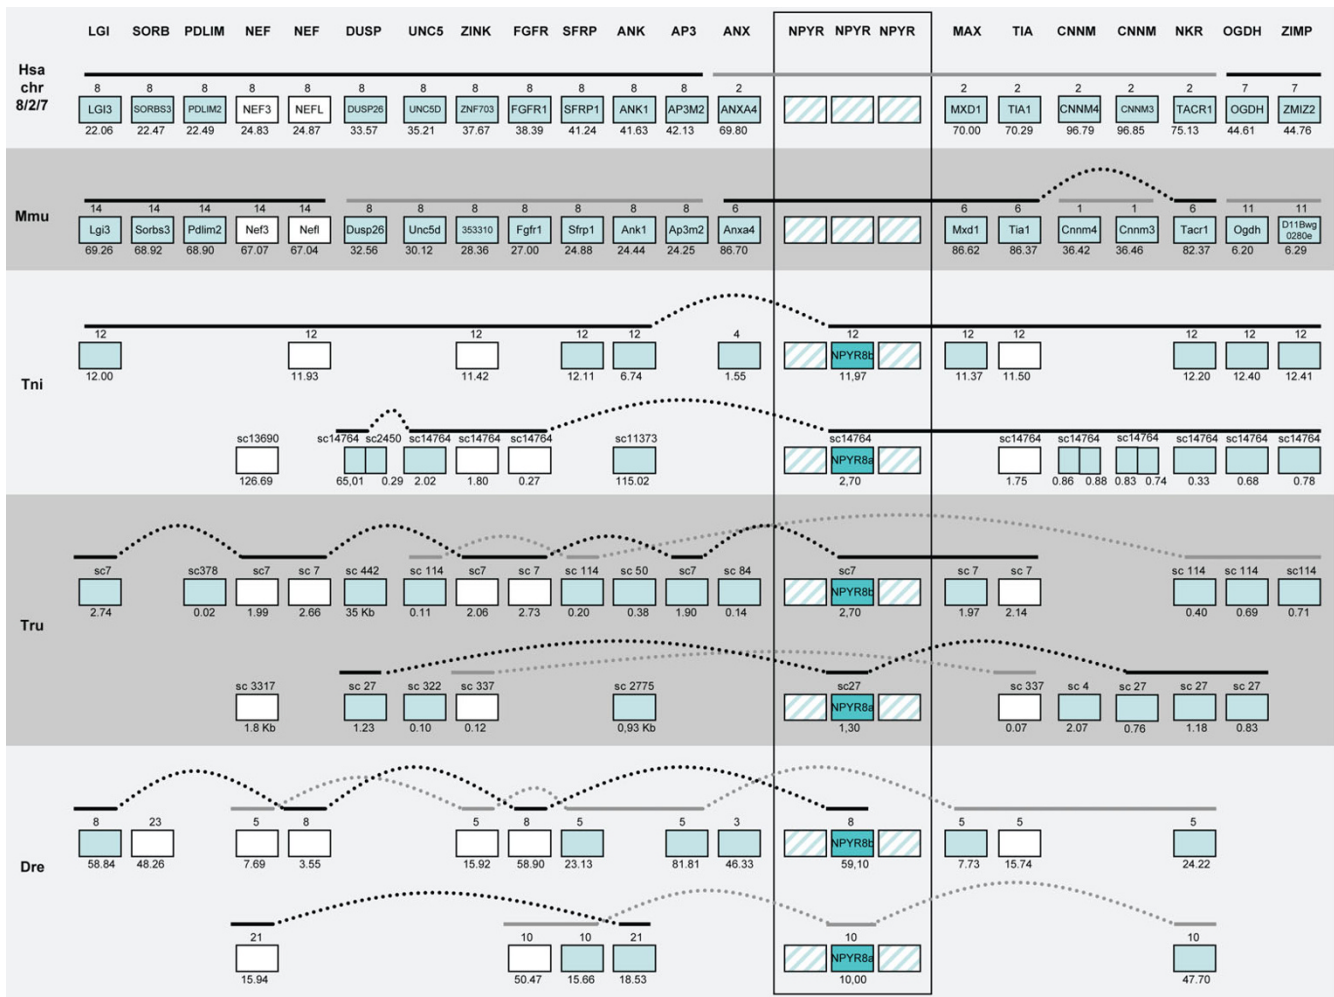 LGI SORB PDLIM NEF NEF DUSP UNC5 ZINK FGFR SFRP ANK AP3 ANX NPYR NPYR NPYR MAX TIA CNNM CNNM NKR OGDH ZIMP
Hsa
chr
8/2/7
8 8 8 8 8 8 8 8 8 8 8 8 2 2 2 2 2 2 7 7
LGI3 SORBS3 PDLIM2 NEF3 NEFL DUSP26 UNC5D ZNF703 FGFR1 SFRP1 ANK1 AP3M2 ANXA4 MXD1 TIA1 CNNM4 CNNM3 TACR1 OGDH ZMIZ2
22.06 22.47 22.49 24.83 24.87 33.57 35.21 37.67 38.39 41.24 41.63 42.13 69.80 70.00 70.29 96.79 96.85 75.13 44.61 44.76
Mmu
14 14 14 14 14 8 8 8 8 8 8 8 6 6 6 1 1 6 11 11
Lgi3 Sorbs3 Pdlim2 Nef3 Nefl Dusp26 Unc5d 353310 Fgfr1 Sfrp1 Ank1 Ap3m2 Anxa4 Mxd1 Tia1 Cnnm4 Cnnm3 Tacr1 Ogdh D11Bwg
0280e
69.26 68.92 68.90 67.07 67.04 32.56 30.12 28.36 27.00 24.88 24.44 24.25 86.70 86.62 86.37 36.42 36.46 82.37 6.20 6.29
12 12 12 12 12 4 12 12 12 12 12 12
NPYR8b
12.00 11.93 11.42 12.11 6.74 1.55 11,97 11.37 11.50 12.20 12.40 12.41
Tni
sc13690 sc14764 sc2450 sc14764 sc14764 sc14764 sc11373 sc14764 sc14764 sc14764 sc14764 sc14764 sc14764 sc14764
NPYR8a
126.69 65,01 0.29 2.02 1.80 0.27 115.02 2,70 1.75 0.86 0.88 0.83 0.74 0.33 0.68 0.78
sc7 sc378 sc7 sc 7 sc 442 sc 114 sc7 sc 7 sc 114 sc 50 sc7 sc 84 sc7 sc 7 sc 7 sc 114 sc 114 sc114
NPYR8b
2.74 0.02 1.99 2.66 35 Kb 0.11 2.06 2.73 0.20 0.38 1.90 0.14 2,70 1.97 2.14 0.40 0.69 0.71
Tru
sc 3317 sc 27 sc 322 sc 337 sc 2775 sc27 sc 337 sc 4 sc 27 sc 27 sc 27
NPYR8a
1.8 Kb 1.23 0.10 0.12 0,93 Kb 1,30 0.07 2.07 0.76 1.18 0.83
8 23 5 8 5 8 5 5 3 8 5 5 5
NPYR8b
58.84 48.26 7.69 3.55 15.92 58.90 23.13 81.81 46.33 59,10 7.73 15.74 24.22
Dre
21 10 10 21 10 10
NPYR8a
15.94 50.47 15.66 18.53 10,00 47.70